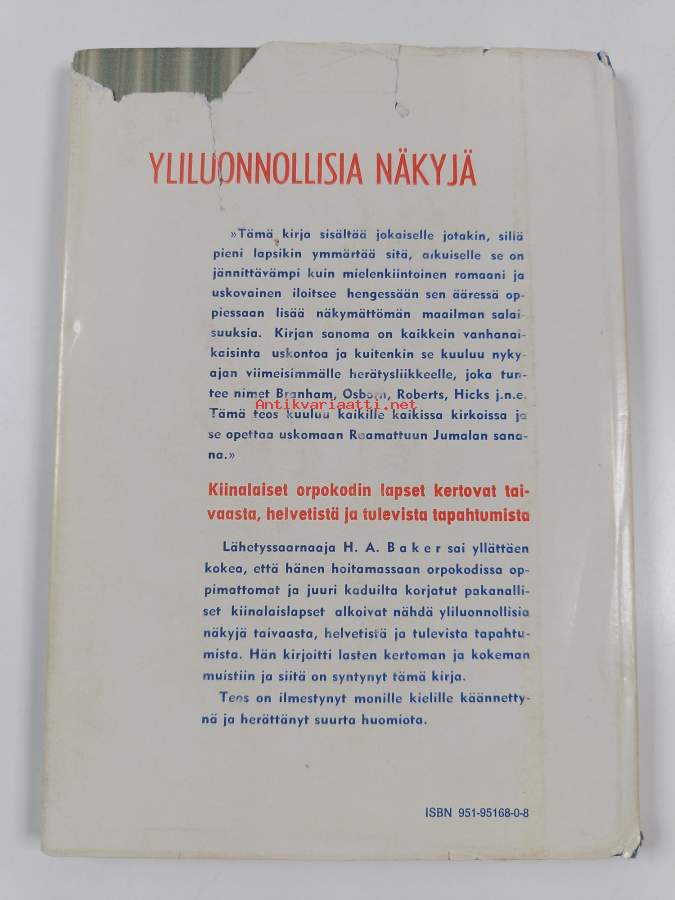 YLILUONNOLLISIA NÄKYJÄ
»Tämä kirja sisältää jokaiselle jotakin, sillä
pieni lapsikin ymmärtää sitä, aikuiselle se on
jännittävämpi kuin mielenkiintoinen romaani ja
uskovainen iloitsee hengessään sen ääressä op-
piessaan lisää näkymättömän maailman salai-
suuksia. Kirjan sanoma on kaikkein vanhanai-
kaisinta uskontoa ja kuitenkin se kuuluu nyky-
ajan viimeisimmälle herätysliikkeelle, joka tun-
tee nimet Branham, Osborn, Roberts, Hicks j.n.e.
Antikvariaatti.net
Tämä teos kuuluu kaikille kaikissa kirkoissa ja
se opettaa uskomaan Raamattuun Jumalan sana-
na.»
Kiinalaiset orpokodin lapset kertovat tai-
vaasta, helvetistä ja tulevista tapahtumista
Lähetyssaarnaaja H. A. Baker sai yllättäen
kokea, että hänen hoitamassaan orpokodissa op-
pimattomat ja juuri kaduilta korjatut pakanalli-
set kiinalaislapset alkoivat nähdä yliluonnollisia
näkyjä taivaasta, helvetistä ja tulevista tapahtu-
mista. Hän kirjoitti lasten kertoman ja kokeman
muistiin ja siitä on syntynyt tämä kirja.
Teos on ilmestynyt monille kielille käännetty-
nä ja herättänyt suurta huomiota.
ISBN 951-95168-0-8